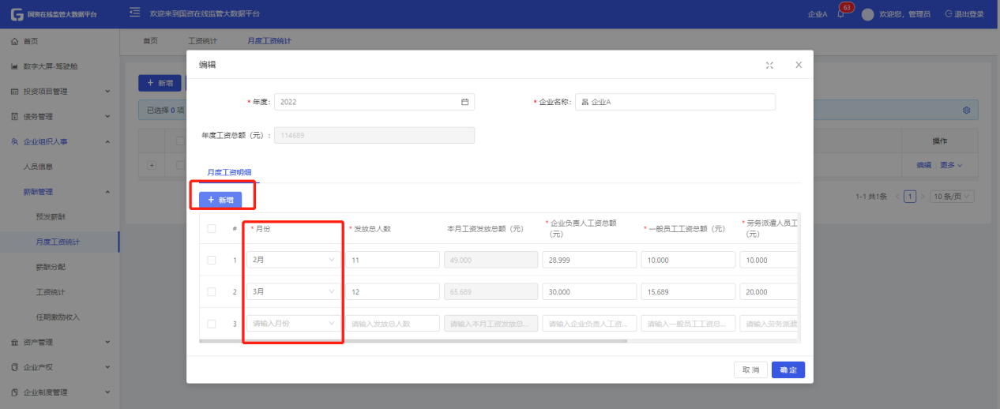 国资在线监管大数据平台
欢迎来到国资在线监管大数据平台
企业A
63
欢迎您，管理员
退出登录
首页
数字大屏-驾驶舱
投资项目管理
债务管理
企业组织人事
人员信息
薪酬管理
预发薪酬
月度工资统计
薪酬分配
工资统计
任期激励收入
资产管理
企业产权
企业制度管理
首页 工资统计 月度工资统计
+ 新增
已选择 0 项
操作
编辑 更多
1-1 共1条 < 1 > 10 条/页
编辑
* 年度: 2022
* 企业名称: 企业A
年度工资总额（元）: 114689
月度工资明细
+ 新增
# * 月份 * 发放总人数 本月工资发放总额（元） * 企业负责人工资总额（元） * 一般员工工资总额（元） * 劳务派遣人员工（元）
1 2月 11 49.000 28.999 10.000 10.000
2 3月 12 65.689 30.000 15.689 20.000
3 请输入月份 请输入发放总人数 请输入本月工资发放总... 请输入企业负责人工资... 请输入一般员工工资总... 请输入劳务派遣
取 消 确 定